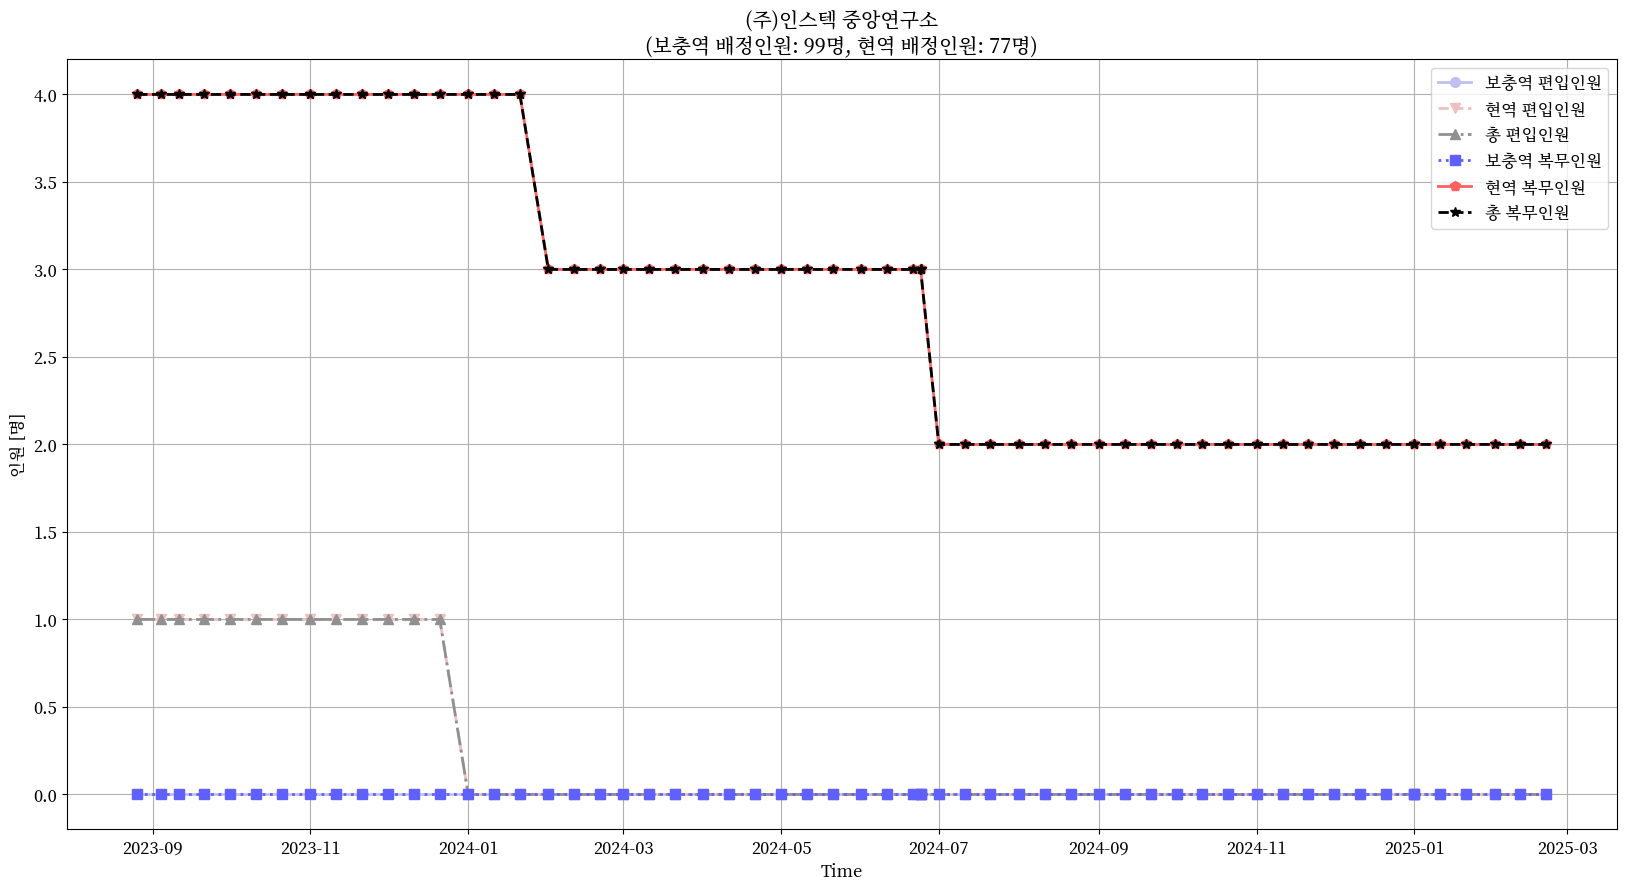 (주)인스텍 중앙연구소
(보충역 배정인원: 99명, 현역 배정인원: 77명)
보충역 편입인원
현역 편입인원
총 편입인원
보충역 복무인원
현역 복무인원
총 복무인원
인원 [명]
4.0
3.5
3.0
2.5
2.0
1.5
1.0
0.5
0.0
2023-09 2023-11 2024-01 2024-03 2024-05 2024-07 2024-09 2024-11 2025-01 2025-03
Time